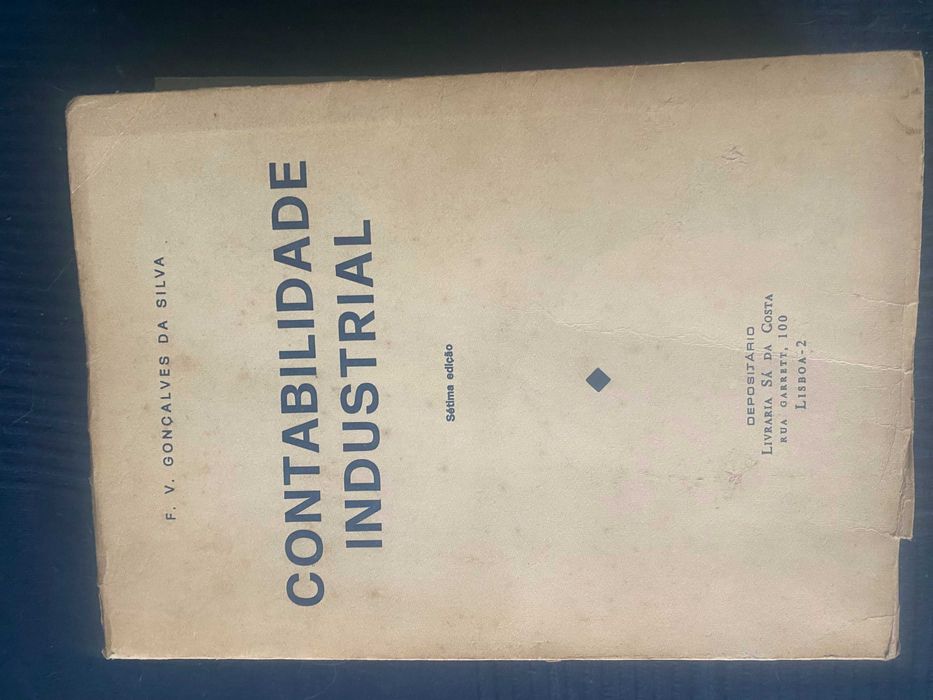 F. V. GONÇALVES DA SILVA
CONTABILIDADE
INDUSTRIAL
Sétima edição
DEPOSITÁRIO
LIVRARIA SÁ DA COSTA
RUA GARRETT, 100
LISBOA-2